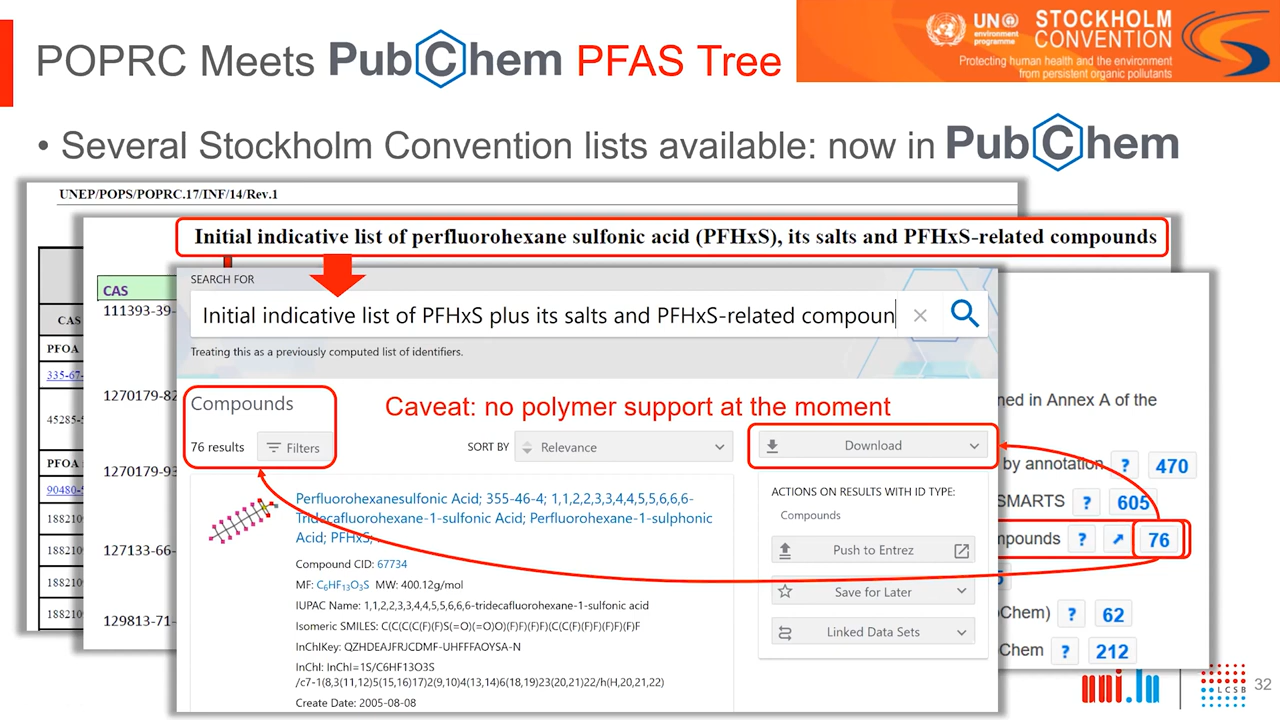 POPRC Meets PubChem PFAS Tree
UN environment programme
STOCKHOLM CONVENTION
Protecting human health and the environment
from persistent organic pollutants
• Several Stockholm Convention lists available: now in PubChem
UNEP/POPS/POPRC.17/INF/14/Rev.1
Initial indicative list of perfluorohexane sulfonic acid (PFHxS), its salts and PFHxS-related compounds
CAS
111393-39-
1270179-82
1270179-93
127133-66-
129813-71-
CAS
PFOA
335-67-
45285-
PFOA
90480-
188210
188210
188210
188210
SEARCH FOR
Initial indicative list of PFHxS plus its salts and PFHxS-related compoun
Treating this as a previously computed list of identifiers.
Compounds
76 results
Filters
Caveat: no polymer support at the moment
SORT BY
Relevance
Download
Perfluorohexanesulfonic Acid; 355-46-4; 1,1,2,2,3,3,4,4,5,5,6,6,6-
Tridecafluorohexane-1-sulfonic Acid; Perfluorohexane-1-sulphonic
Acid; PFHxS; ..
Compound CID: 67734
MF: C6HF13O3S MW: 400.12g/mol
IUPAC Name: 1,1,2,2,3,3,4,4,5,5,6,6,6-tridecafluorohexane-1-sulfonic acid
Isomeric SMILES: C(C(C(C(F)(F)S(=O)(=O)O)(F)F)(F)F)(C(C(F)(F)F)(F)F)(F)F
InChIKey: QZHDEAJFRJCDMF-UHFFFAOYSA-N
InChI: InChI=1S/C6HF13O3S
/c7-1(8,3(11,12)5(15,16)17)2(9,10)4(13,14)6(18,19)23(20,21)22/h(H,20,21,22)
Create Date: 2005-08-08
ACTIONS ON RESULTS WITH ID TYPE:
Compounds
Push to Entrez
Save for Later
Linked Data Sets
ned in Annex A of the
by annotation ? 470
SMARTS ? 605
mpounds ? 76
Chem) ? 62
Chem ? 212
uni.lu
LCSB
32